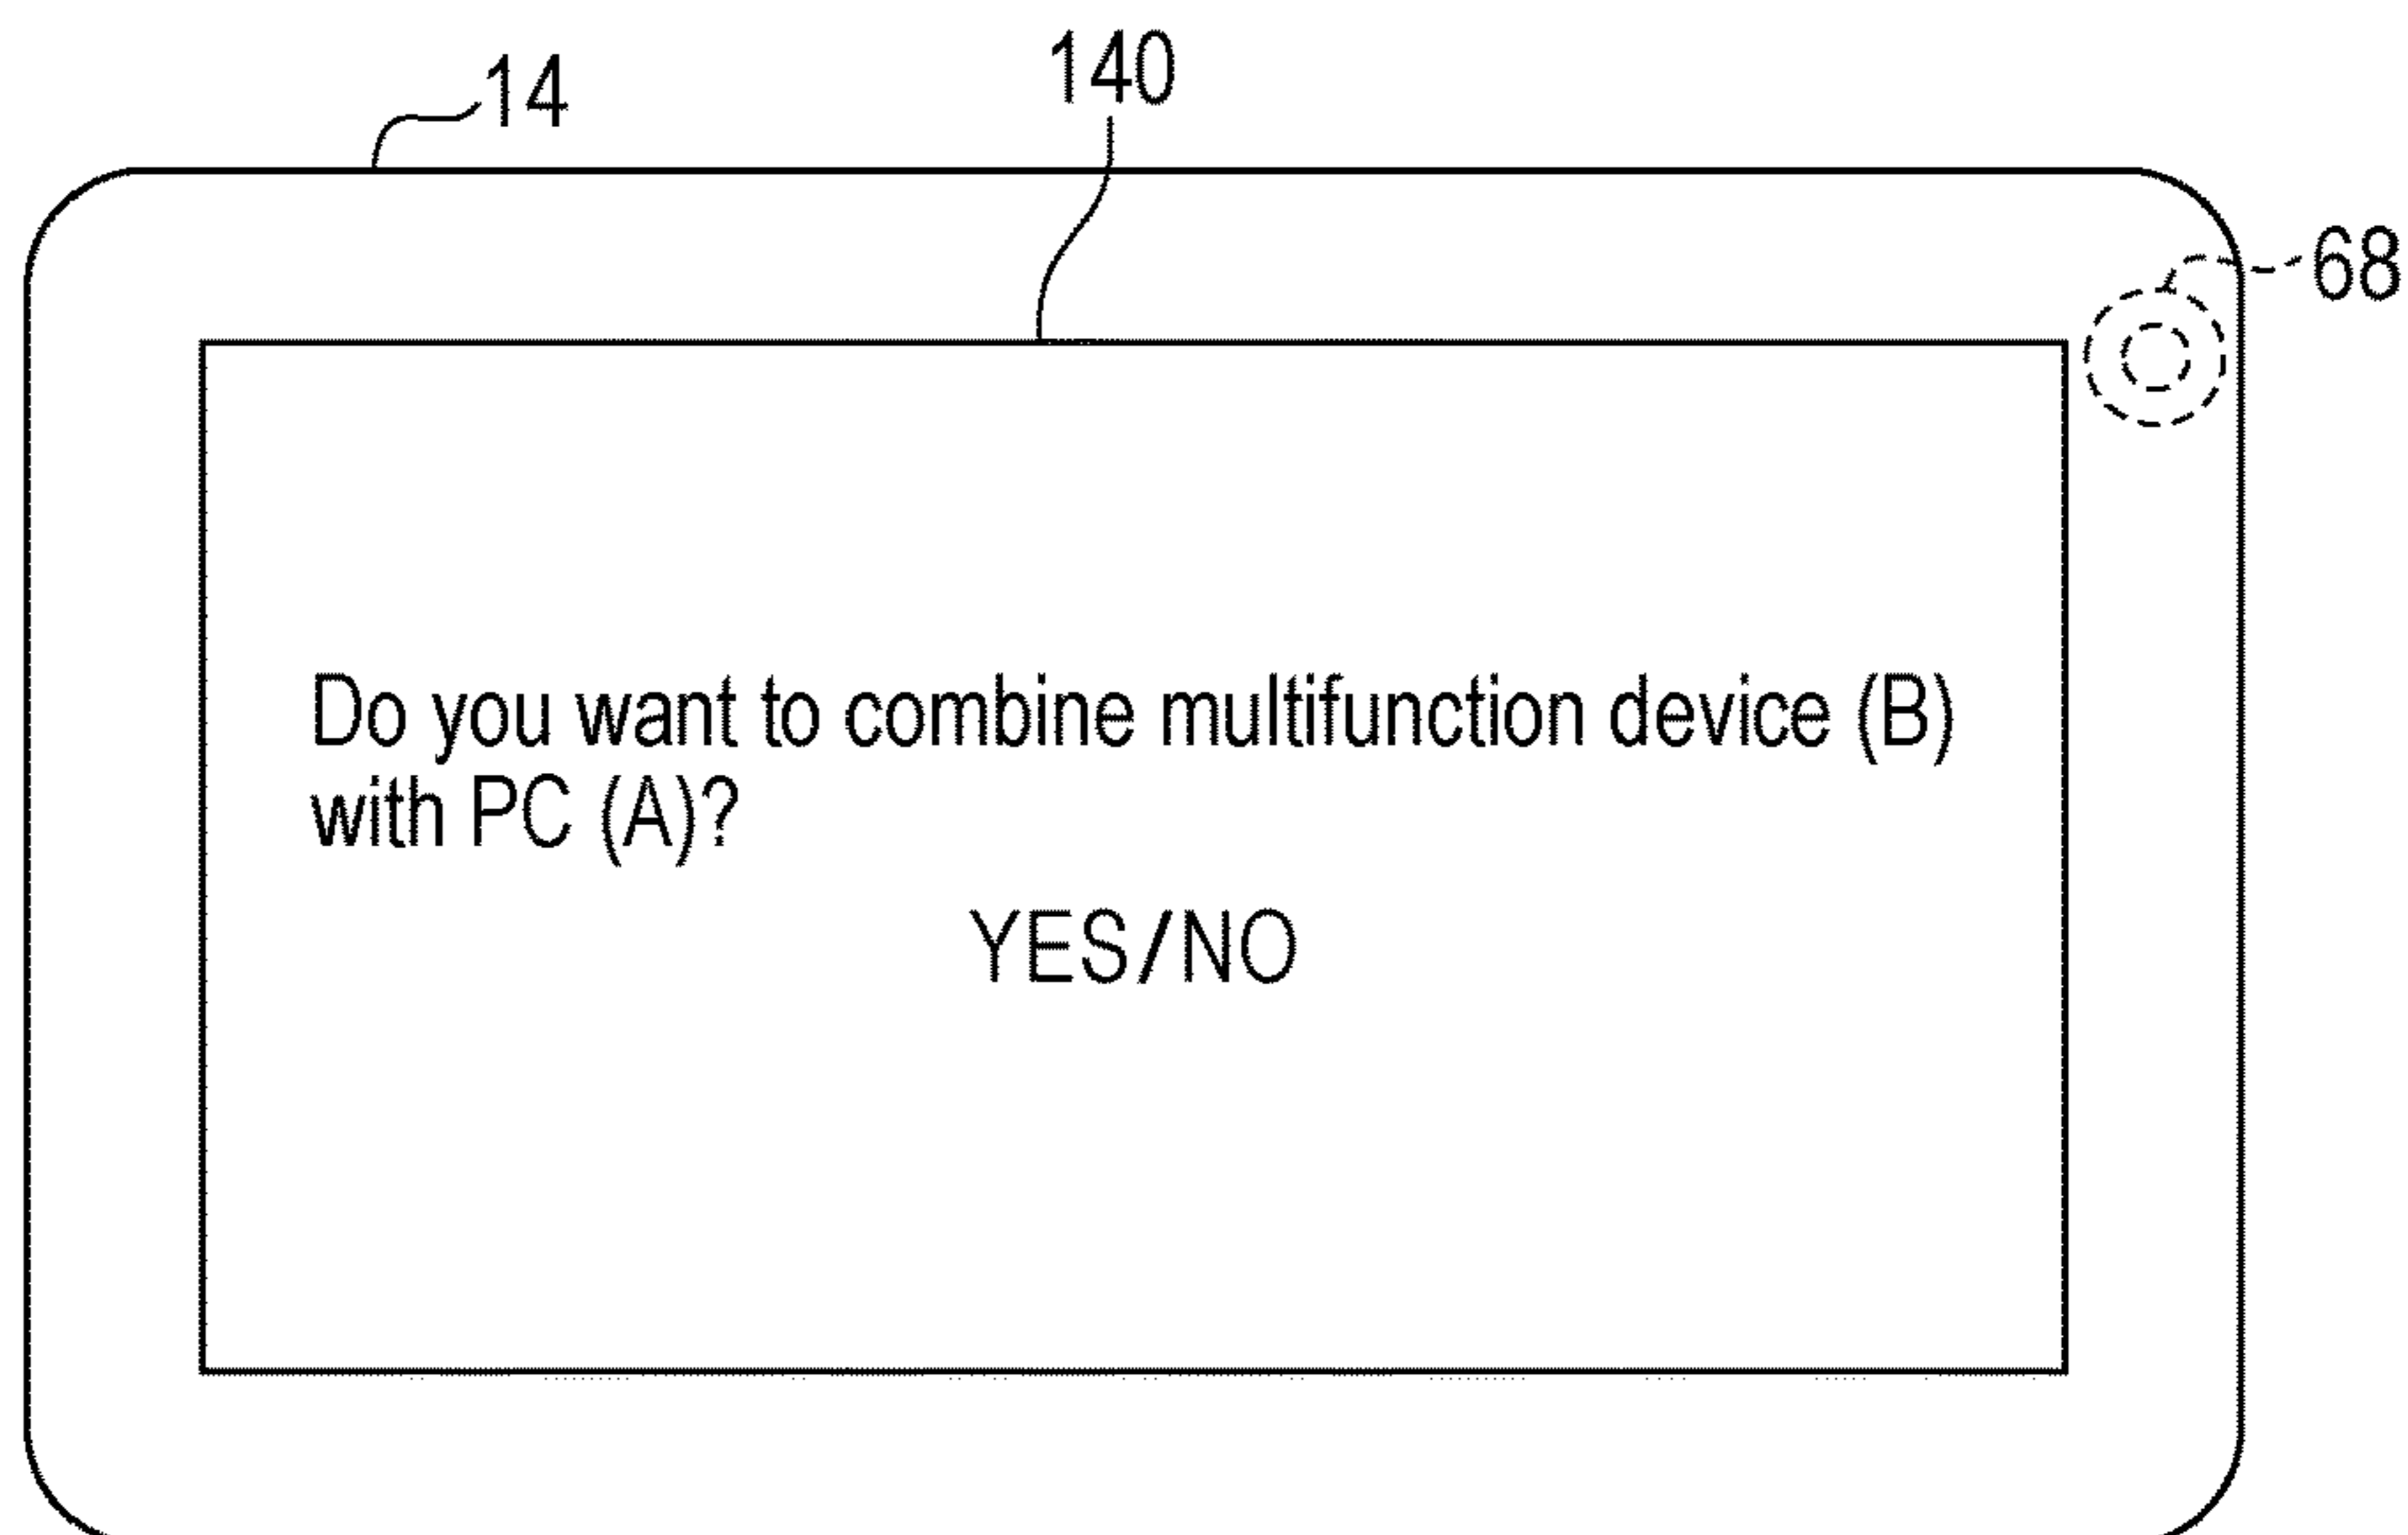 14
140
68
Do you want to combine multifunction device (B)
with PC (A)?
YES/NO